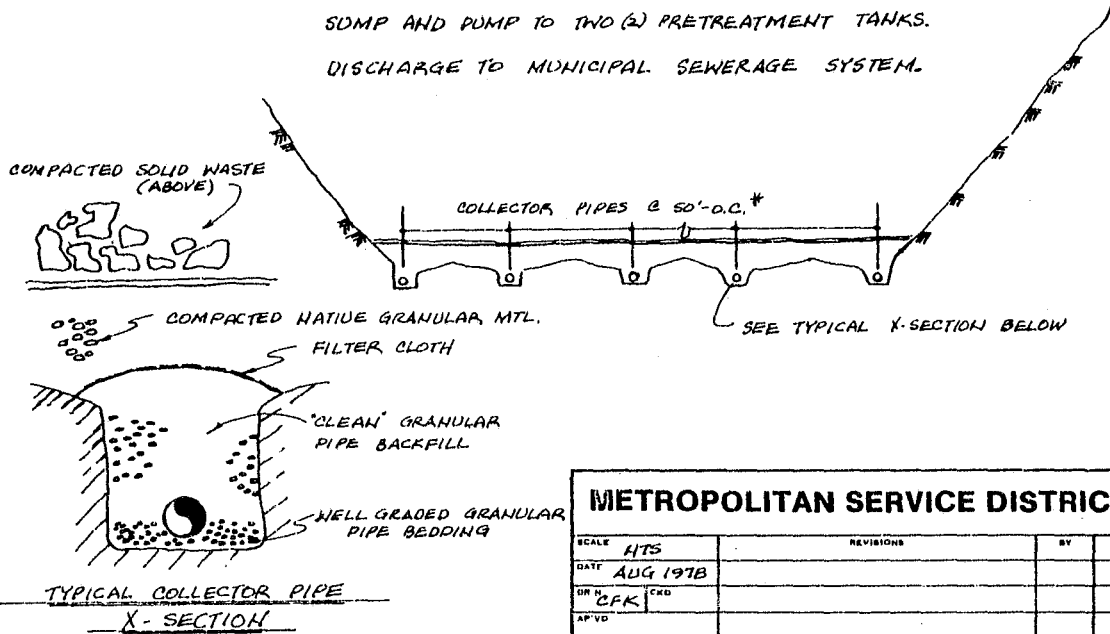 SUMP AND PUMP TO TWO (2) PRETREATMENT TANKS.
DISCHARGE TO MUNICIPAL SEWERAGE SYSTEM.
COMPACTED SOLID WASTE
(ABOVE)
COLLECTOR PIPES @ 50'-O.C.*
SEE TYPICAL X-SECTION BELOW
COMPACTED NATIVE GRANULAR MTL.
FILTER CLOTH
"CLEAN" GRANULAR
PIPE BACKFILL
WELL GRADED GRANULAR
PIPE BEDDING
TYPICAL COLLECTOR PIPE
X-SECTION
METROPOLITAN SERVICE DISTRIC
SCALE NTS
REVISIONS
BY
DATE AUG 1978
DR N CFK
CKD
AP'VD